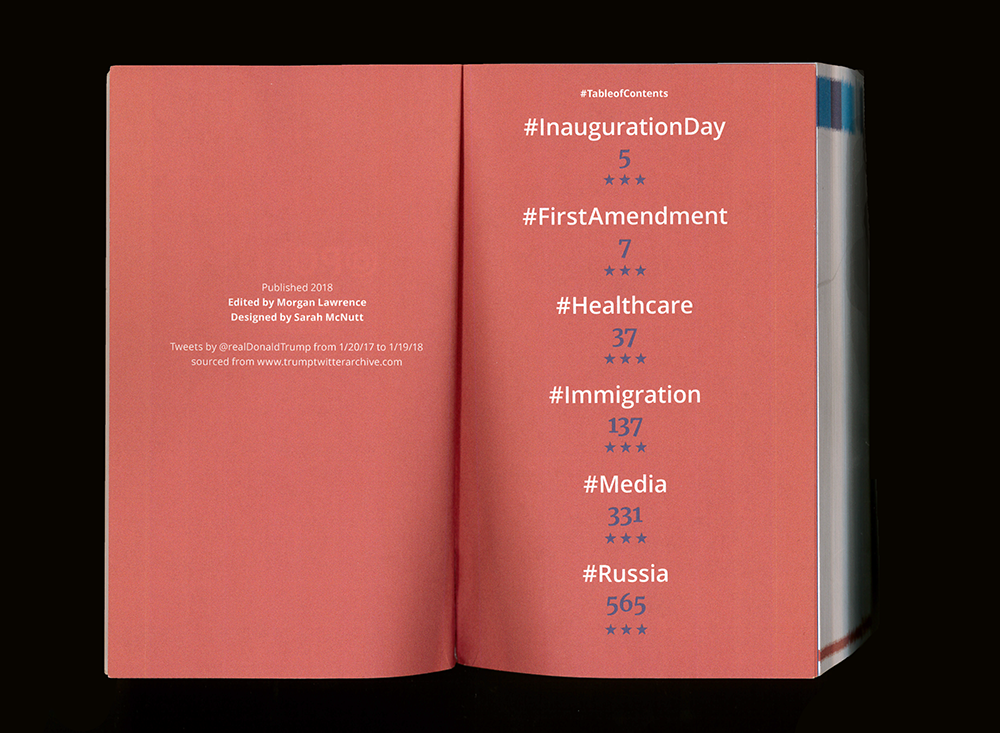 Published 2018
Edited by Morgan Lawrence
Designed by Sarah McNutt
Tweets by @realDonaldTrump from 1/20/17 to 1/19/18
sourced from www.trumptwitterarchive.com
#TableofContents
#InaugurationDay
5
★★★
#FirstAmendment
7
★★★
#Healthcare
37
★★★
#Immigration
137
★★★
#Media
331
★★★
#Russia
565
★★★